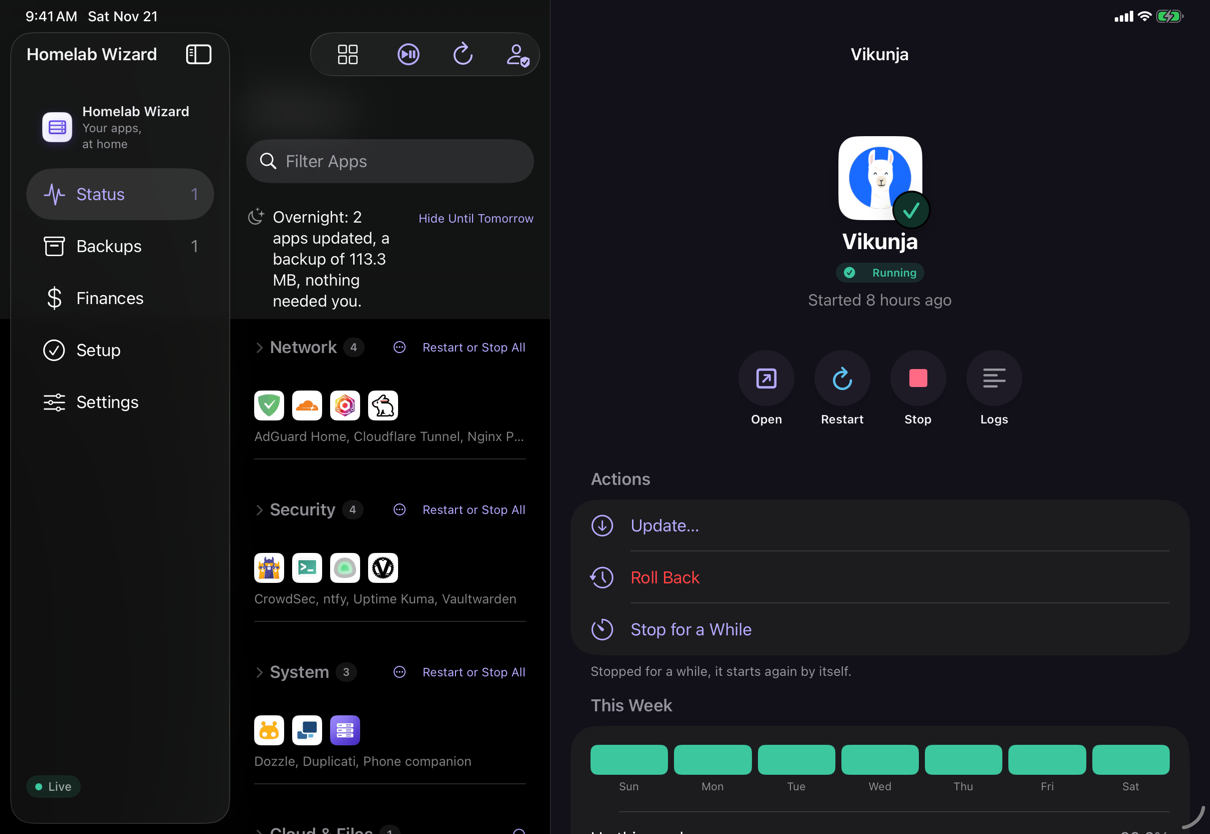 9:41 AM Sat Nov 21
Homelab Wizard
Homelab Wizard
Your apps,
at home
Status 1
Backups 1
Finances
Setup
Settings
Live
Filter Apps
Overnight: 2
apps updated, a
backup of 113.3
MB, nothing
needed you.
Hide Until Tomorrow
Network 4 Restart or Stop All
AdGuard Home, Cloudflare Tunnel, Nginx P...
Security 4 Restart or Stop All
CrowdSec, ntfy, Uptime Kuma, Vaultwarden
System 3 Restart or Stop All
Dozzle, Duplicati, Phone companion
Cloud & Files 1
Vikunja
Vikunja
Running
Started 8 hours ago
Open Restart Stop Logs
Actions
Update...
Roll Back
Stop for a While
Stopped for a while, it starts again by itself.
This Week
Sun Mon Tue Wed Thu Fri Sat